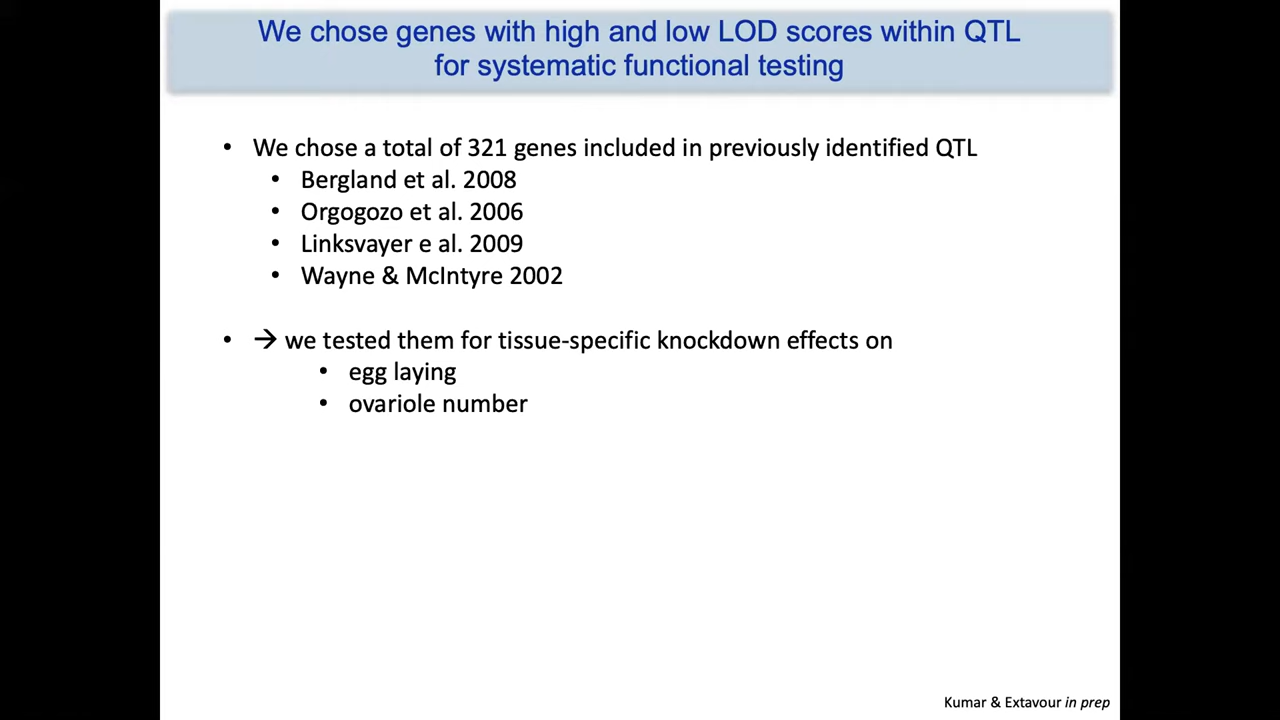 We chose genes with high and low LOD scores within QTL
for systematic functional testing
• We chose a total of 321 genes included in previously identified QTL
• Bergland et al. 2008
• Orgogozo et al. 2006
• Linksvayer e al. 2009
• Wayne & McIntyre 2002
• → we tested them for tissue-specific knockdown effects on
• egg laying
• ovariole number
Kumar & Extavour in prep